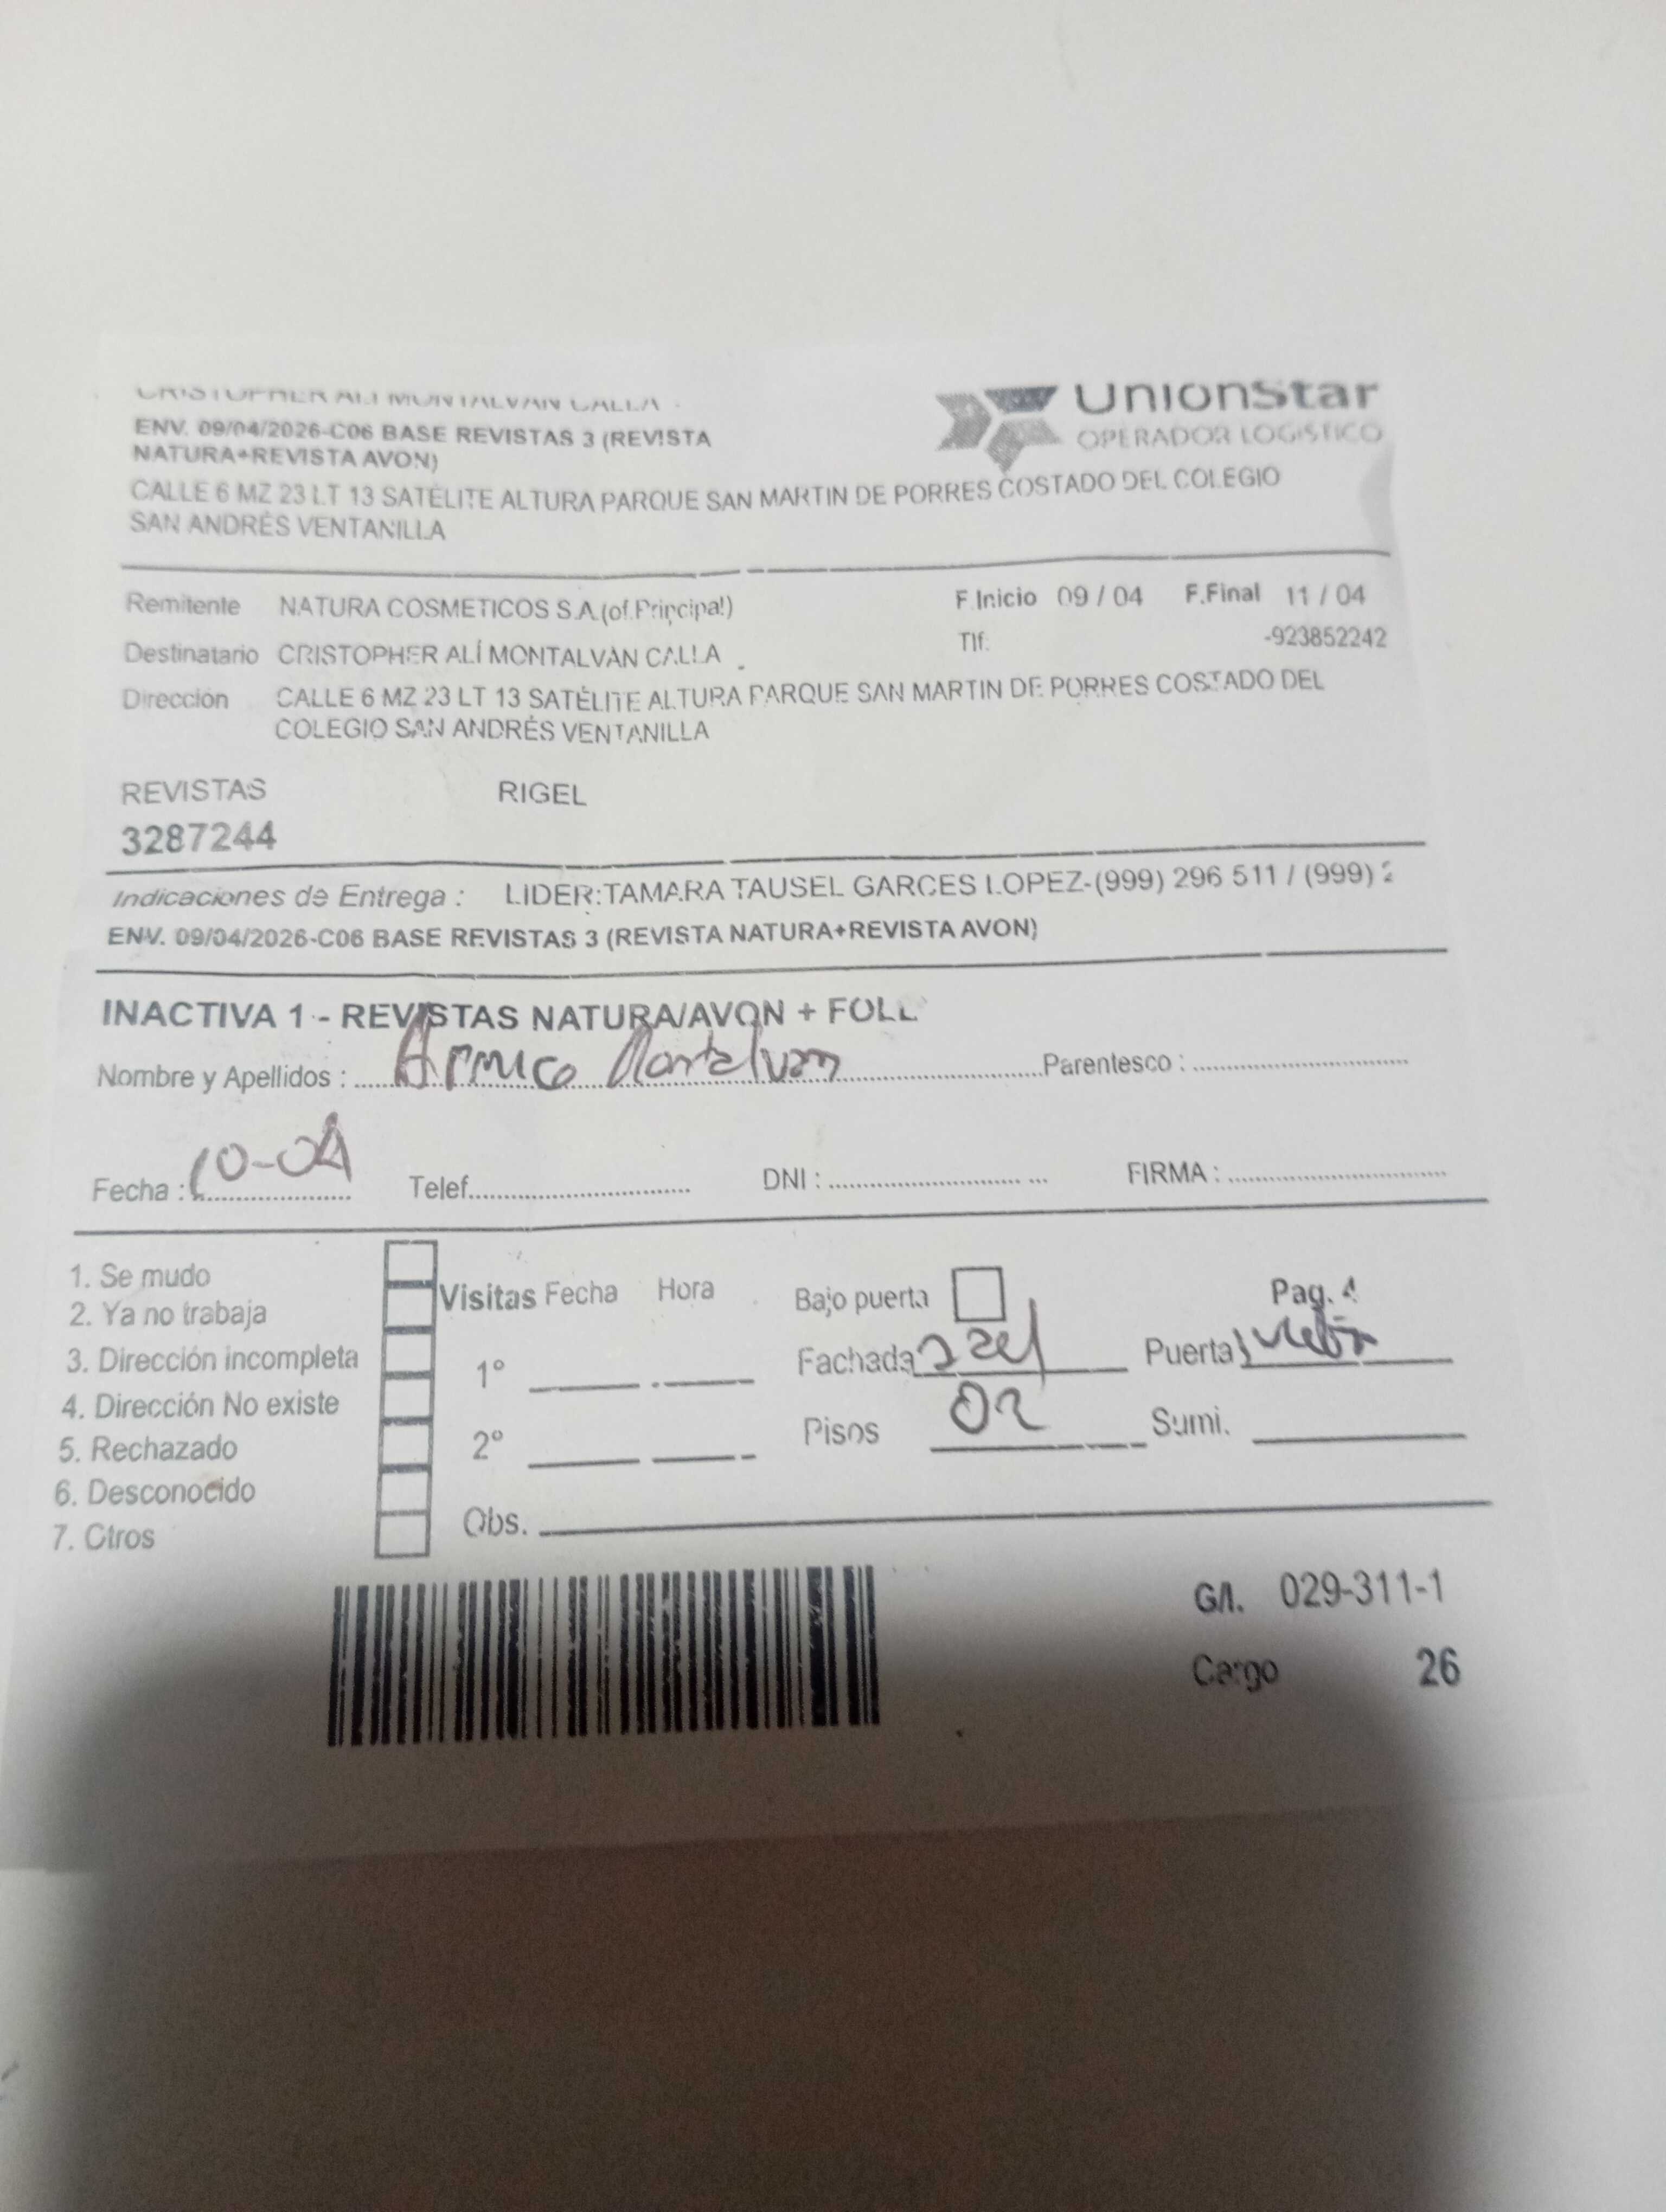 CRISTOPHER ALI MONTALVAN CALLA
UnionStar
OPERADOR LOGISTICO
ENV. 09/04/2026-C06 BASE REVISTAS 3 (REVISTA
NATURA+REVISTA AVON)
CALLE 6 MZ 23 LT 13 SATÉLITE ALTURA PARQUE SAN MARTIN DE PORRES COSTADO DEL COLEGIO
SAN ANDRÉS VENTANILLA
Remitente NATURA COSMETICOS S.A.(of.Principal) F.Inicio 09 / 04 F.Final 11 / 04
Destinatario CRISTOPHER ALÍ MONTALVÁN CALLA . Tlf: -923852242
Dirección CALLE 6 MZ 23 LT 13 SATÉLITE ALTURA PARQUE SAN MARTIN DE PORRES COSTADO DEL
COLEGIO SAN ANDRÉS VENTANILLA
REVISTAS RIGEL
3287244
Indicaciones de Entrega : LIDER:TAMARA TAUSEL GARCES LOPEZ-(999) 296 511 / (999)
ENV. 09/04/2026-C06 BASE REVISTAS 3 (REVISTA NATURA+REVISTA AVON)
INACTIVA 1 - REVISTAS NATURA/AVON + FOLL
Nombre y Apellidos : Montalvan Parentesco :
Fecha : 10-04 Telef. DNI : FIRMA :
1. Se mudo
2. Ya no trabaja
3. Dirección incompleta
4. Dirección No existe
5. Rechazado
6. Desconocido
7. Otros
Visitas Fecha Hora
1º
2º
Obs.
Bajo puerta Pag. 4
Fachada Puerta
Pisos 02 Sumi.
G/I. 029-311-1
Cargo 26